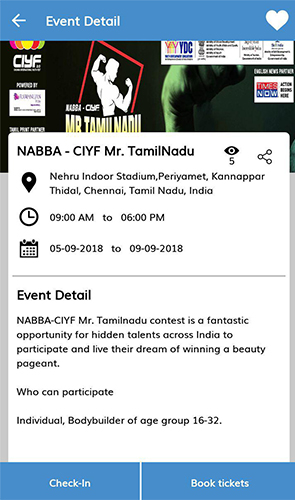 Event Detail
CIYF
YYDC
POWERED BY
ENGLISH NEWS PARTNER
TIMES NOW
ACTION BEGINS HERE
NABBA - CIYF
MR TAMILNADU
TAMIL PRINT PARTNER
NABBA - CIYF Mr. TamilNadu
5
Nehru Indoor Stadium,Periyamet, Kannappar
Thidal, Chennai, Tamil Nadu, India
09:00 AM to 06:00 PM
05-09-2018 to 09-09-2018
Event Detail
NABBA-CIYF Mr. Tamilnadu contest is a fantastic
opportunity for hidden talents across India to
participate and live their dream of winning a beauty
pageant.
Who can participate
Individual, Bodybuilder of age group 16-32.
Check-In
Book tickets